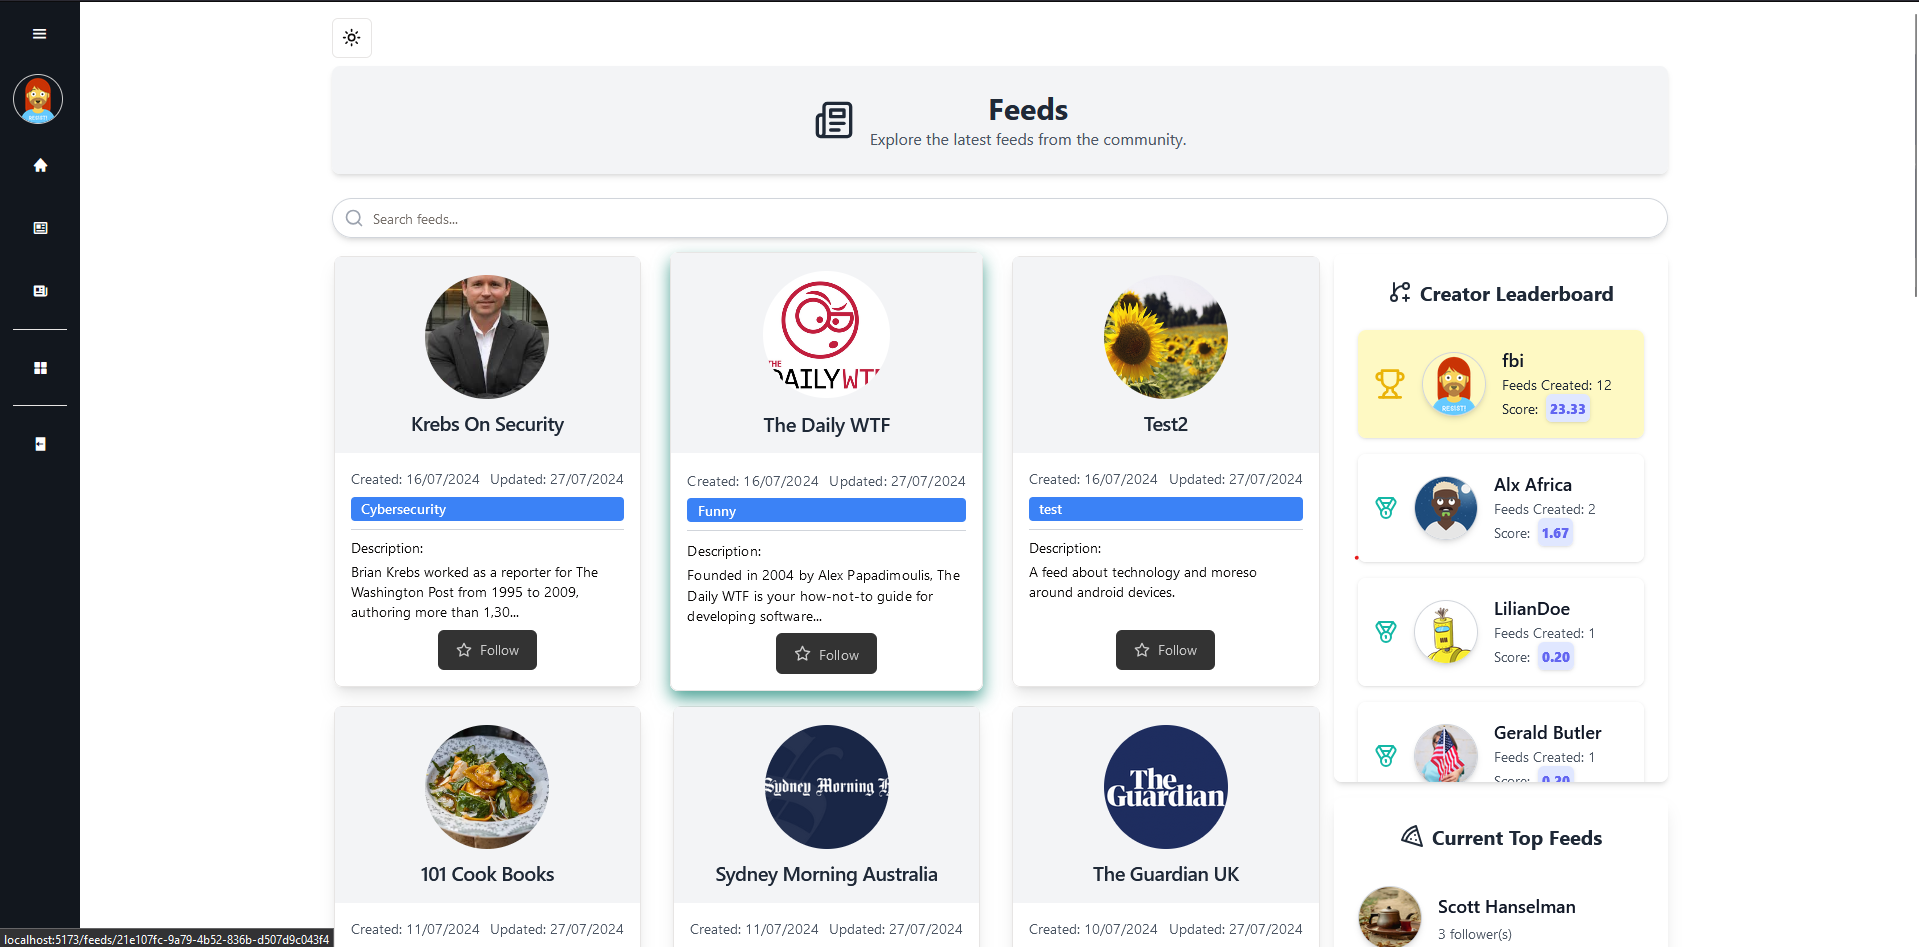 Feeds
Explore the latest feeds from the community.
Search feeds...
Krebs On Security
Created: 16/07/2024 Updated: 27/07/2024
Cybersecurity
Description:
Brian Krebs worked as a reporter for The
Washington Post from 1995 to 2009,
authoring more than 1,30...
Follow
THE
DAILY WTF
The Daily WTF
Created: 16/07/2024 Updated: 27/07/2024
Funny
Description:
Founded in 2004 by Alex Papadimoulis, The
Daily WTF is your how-not-to guide for
developing software...
Follow
Test2
Created: 16/07/2024 Updated: 27/07/2024
test
Description:
A feed about technology and moreso
around android devices.
Follow
101 Cook Books
Created: 11/07/2024 Updated: 27/07/2024
Sydney Morning H
Sydney Morning Australia
Created: 11/07/2024 Updated: 27/07/2024
The
Guardian
The Guardian UK
Created: 10/07/2024 Updated: 27/07/2024
Creator Leaderboard
RESIST!
fbi
Feeds Created: 12
Score: 23.33
Alx Africa
Feeds Created: 2
Score: 1.67
LilianDoe
Feeds Created: 1
Score: 0.20
Gerald Butler
Feeds Created: 1
Score: 0.20
Current Top Feeds
Scott Hanselman
3 follower(s)
localhost:5173/feeds/21e107fc-9a79-4b52-836b-d507d9c043f4